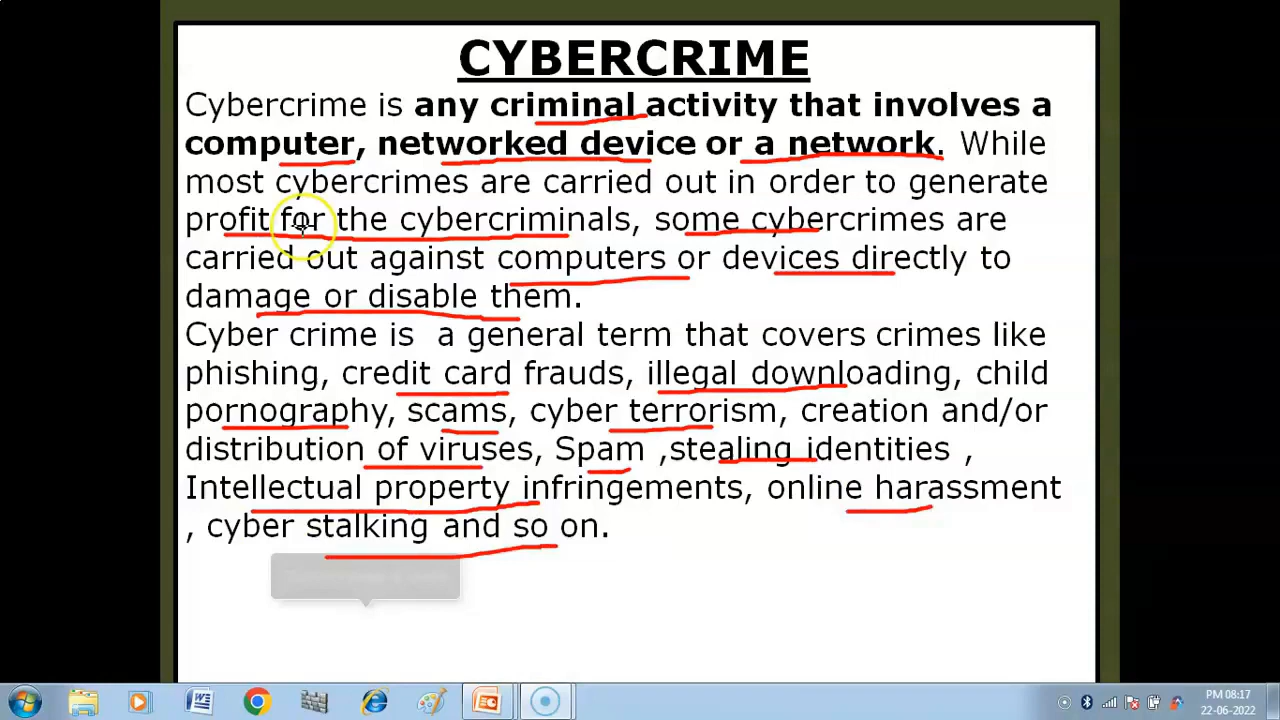 CYBERCRIME
Cybercrime is any criminal activity that involves a
computer, networked device or a network. While
most cybercrimes are carried out in order to generate
profit for the cybercriminals, some cybercrimes are
carried out against computers or devices directly to
damage or disable them.
Cyber crime is a general term that covers crimes like
phishing, credit card frauds, illegal downloading, child
pornography, scams, cyber terrorism, creation and/or
distribution of viruses, Spam ,stealing identities ,
Intellectual property infringements, online harassment
, cyber stalking and so on.
PM 08:17
22-06-2022